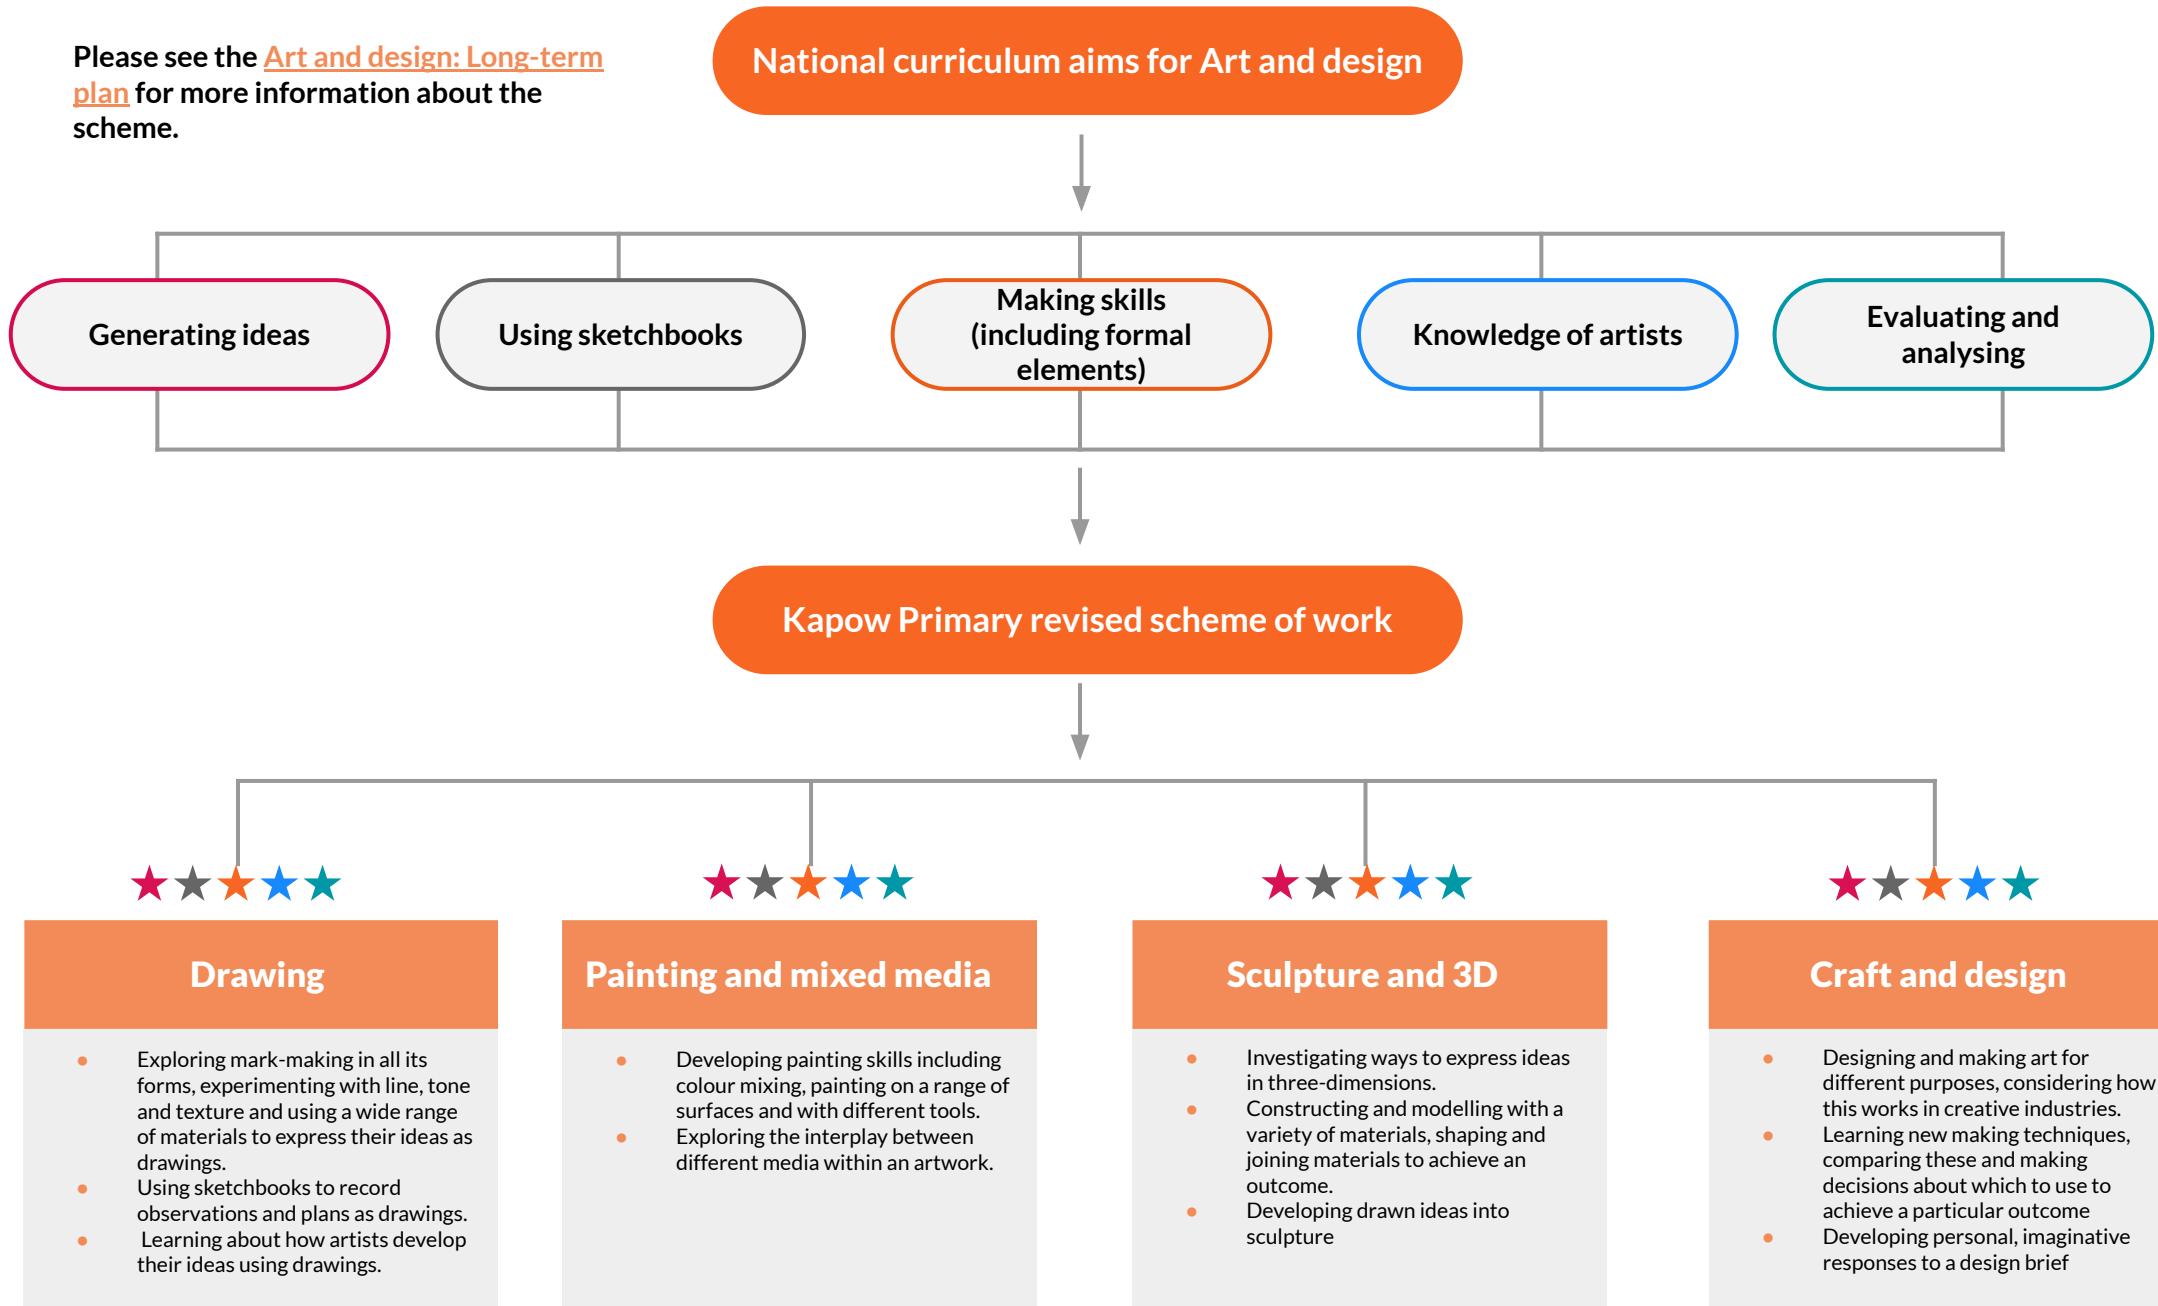 Please see the Art and design: Long-term
plan for more information about the
scheme.
National curriculum aims for Art and design
Generating ideas
Using sketchbooks
Making skills
(including formal
elements)
Knowledge of artists
Evaluating and
analysing
Kapow Primary revised scheme of work
Drawing
● Exploring mark-making in all its
forms, experimenting with line, tone
and texture and using a wide range
of materials to express their ideas as
drawings.
● Using sketchbooks to record
observations and plans as drawings.
● Learning about how artists develop
their ideas using drawings.
Painting and mixed media
● Developing painting skills including
colour mixing, painting on a range of
surfaces and with different tools.
● Exploring the interplay between
different media within an artwork.
Sculpture and 3D
● Investigating ways to express ideas
in three-dimensions.
● Constructing and modelling with a
variety of materials, shaping and
joining materials to achieve an
outcome.
● Developing drawn ideas into
sculpture
Craft and design
● Designing and making art for
different purposes, considering how
this works in creative industries.
● Learning new making techniques,
comparing these and making
decisions about which to use to
achieve a particular outcome
● Developing personal, imaginative
responses to a design brief